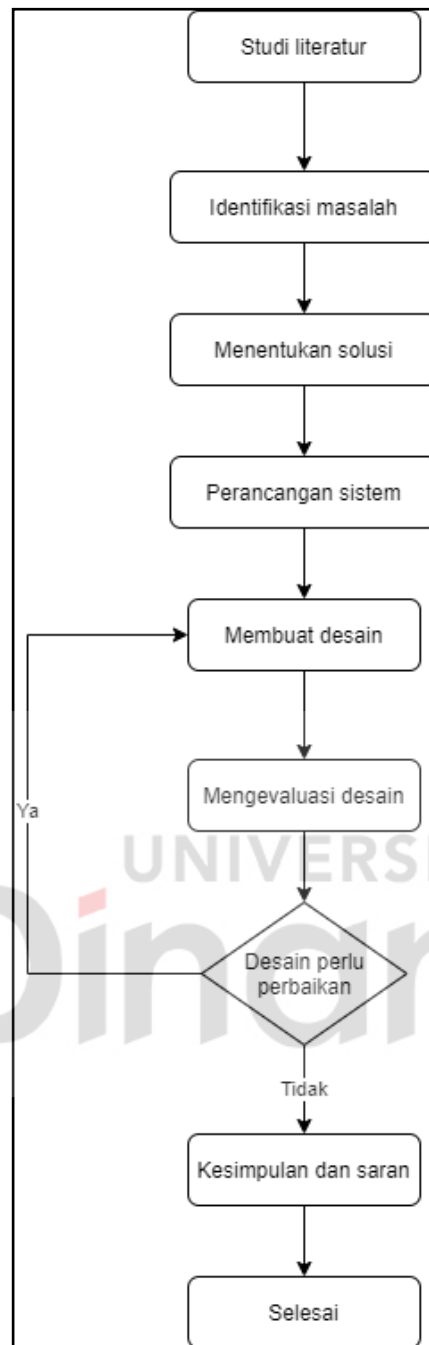 Studi literatur
Identifikasi masalah
Menentukan solusi
Perancangan sistem
Membuat desain
Mengevaluasi desain
Ya
UNIVERSI
Dinar
Desain perlu
perbaikan
Tidak
Kesimpulan dan saran
Selesai